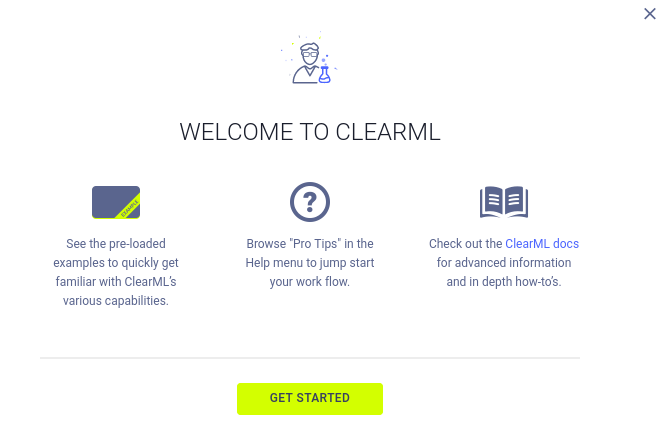 WELCOME TO CLEARML
EXAMPLE
See the pre-loaded
examples to quickly get
familiar with ClearML's
various capabilities.
?
Browse "Pro Tips" in the
Help menu to jump start
your work flow.
Check out the ClearML docs
for advanced information
and in depth how-to's.
GET STARTED